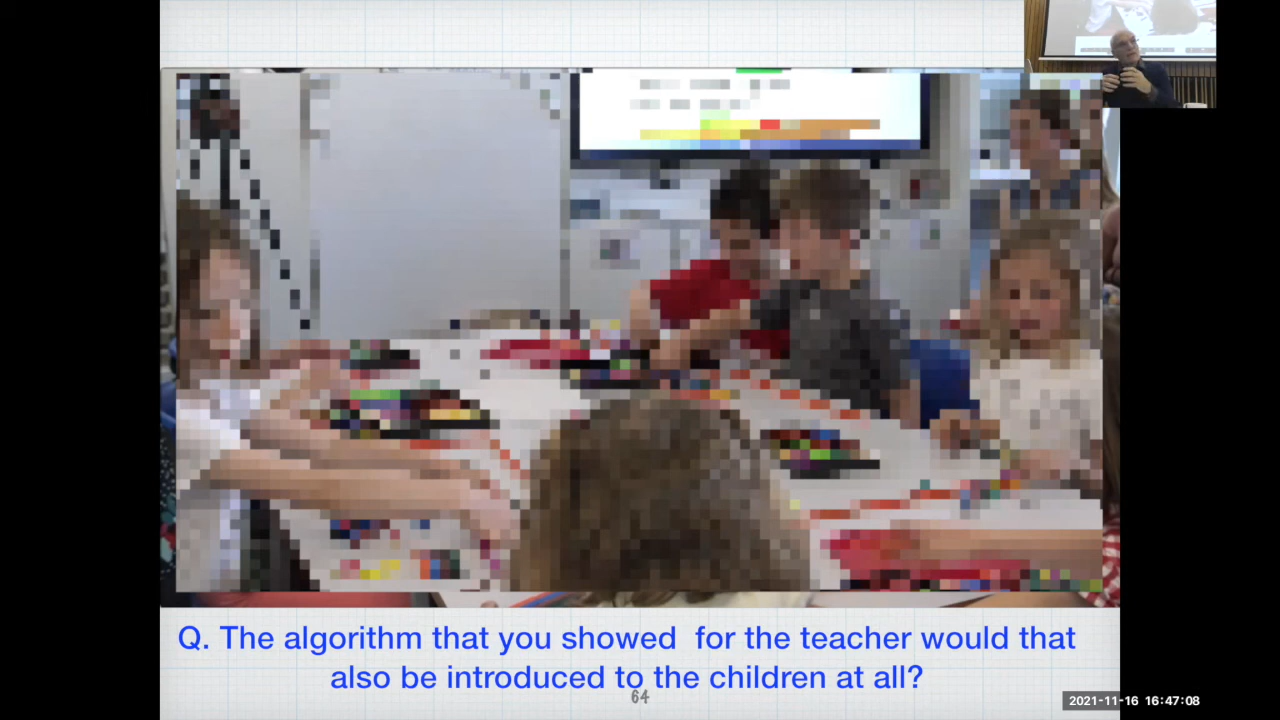 Q. The algorithm that you showed for the teacher would that
also be introduced to the children at all?
64
2021-11-16 16:47:08